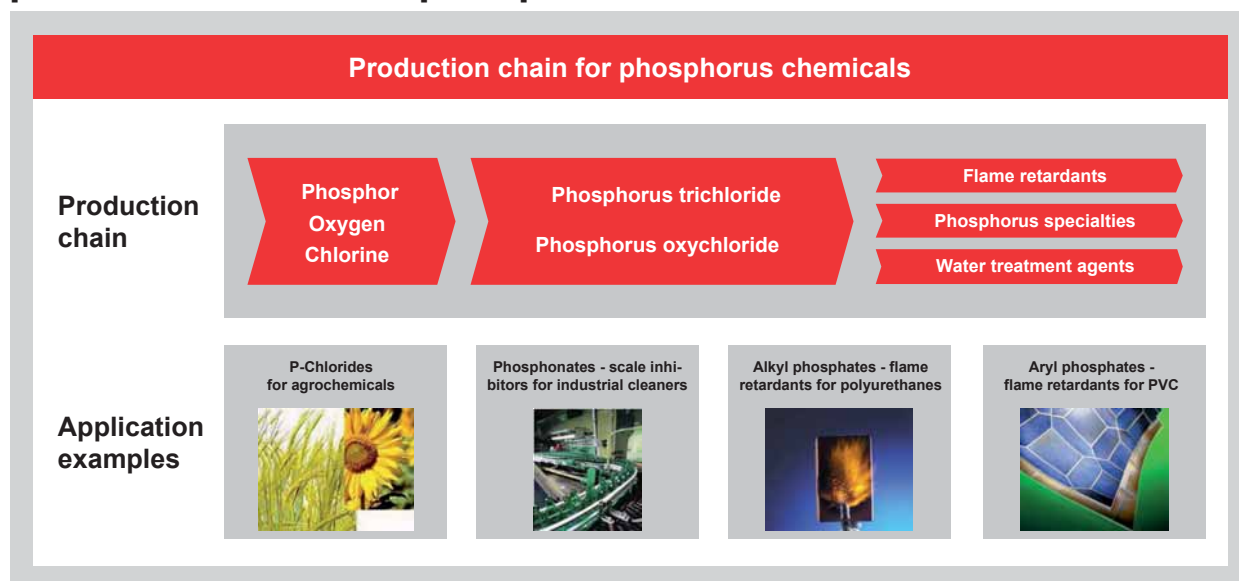 Production chain for phosphorus chemicals
Production
chain
Phosphor
Oxygen
Chlorine
Phosphorus trichloride
Phosphorus oxychloride
Flame retardants
Phosphorus specialties
Water treatment agents
Application
examples
P-Chlorides
for agrochemicals
Phosphonates - scale inhi-
bitors for industrial cleaners
Alkyl phosphates - flame
retardants for polyurethanes
Aryl phosphates -
flame retardants for PVC